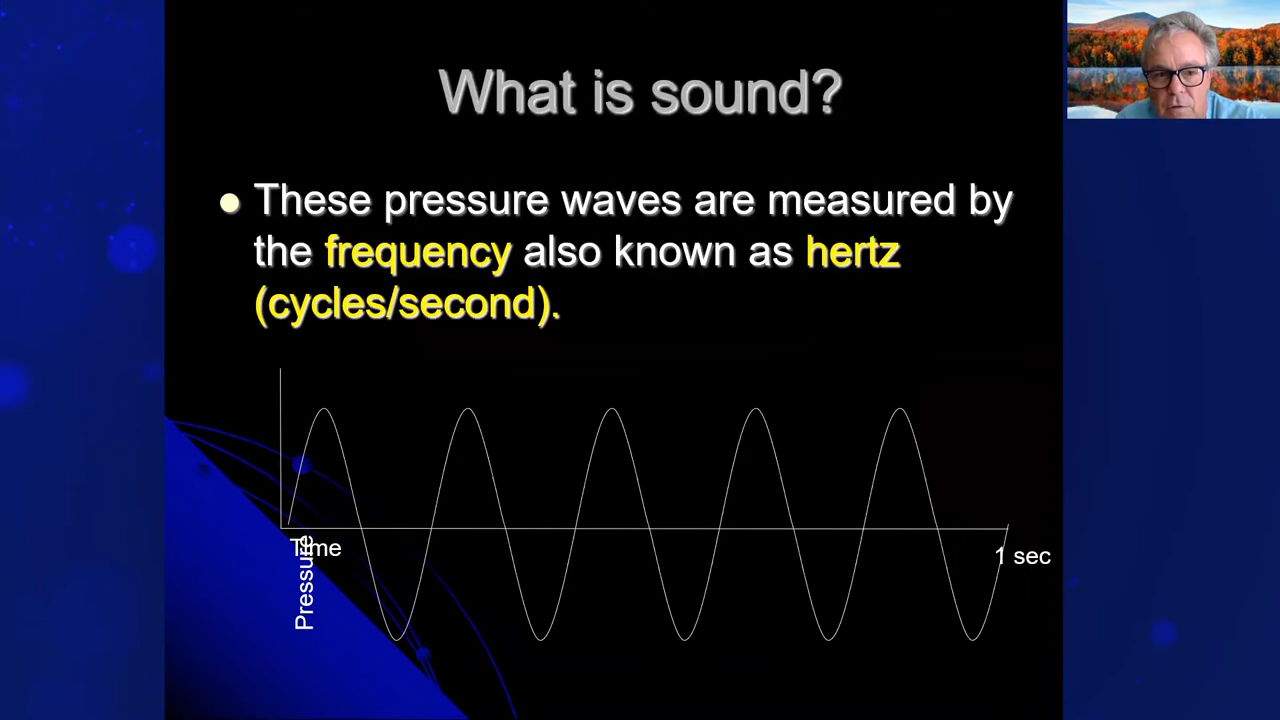 What is sound?
These pressure waves are measured by
the frequency also known as hertz
(cycles/second).
Time
Pressure
1 sec